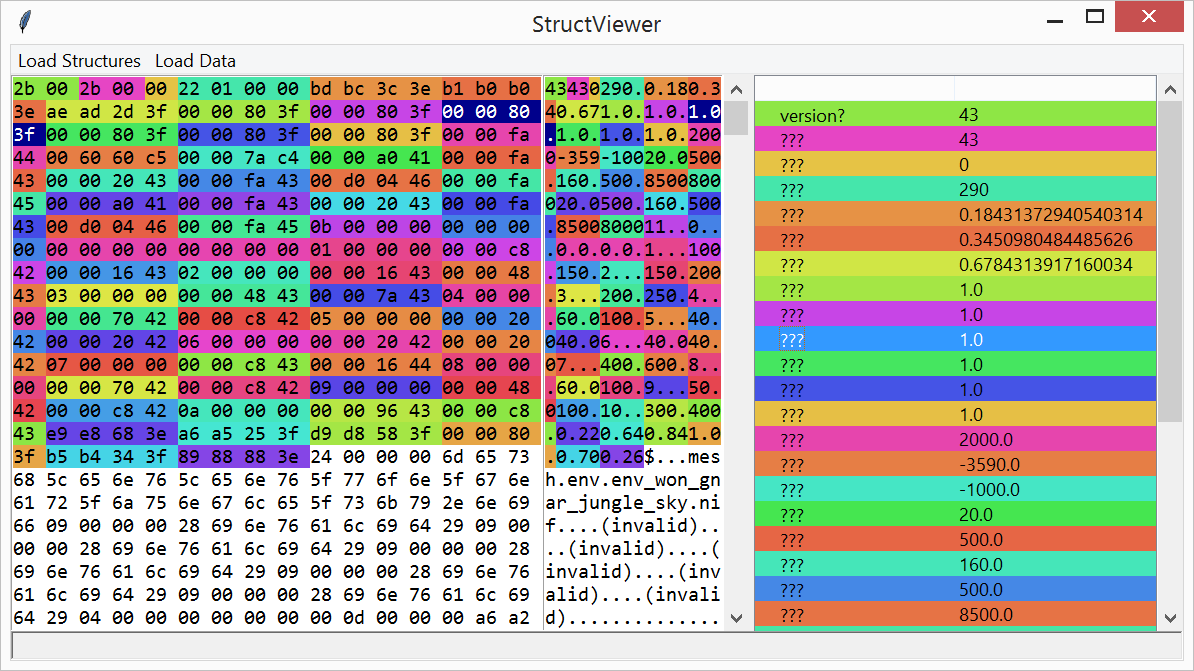 StructViewer
Load Structures Load Data
2b 00 2b 00 00 22 01 00 00 bd bc 3c 3e b1 b0 b0
3e ae ad 2d 3f 00 00 80 3f 00 00 80 3f 00 00 80
3f 00 00 80 3f 00 00 80 3f 00 00 80 3f 00 00 fa
44 00 60 60 c5 00 00 7a c4 00 00 a0 41 00 00 fa
43 00 00 20 43 00 00 fa 43 00 d0 04 46 00 00 fa
45 00 00 a0 41 00 00 fa 43 00 00 20 43 00 00 fa
43 00 d0 04 46 00 00 fa 45 0b 00 00 00 00 00 00
00 00 00 00 00 00 00 00 00 01 00 00 00 00 00 c8
42 00 00 16 43 02 00 00 00 00 00 16 43 00 00 48
43 03 00 00 00 00 00 48 43 00 00 7a 43 04 00 00
00 00 00 70 42 00 00 c8 42 05 00 00 00 00 00 20
42 00 00 20 42 06 00 00 00 00 00 20 42 00 00 20
42 07 00 00 00 00 00 c8 43 00 00 16 44 08 00 00
00 00 00 70 42 00 00 c8 42 09 00 00 00 00 00 48
42 00 00 c8 42 0a 00 00 00 00 00 96 43 00 00 c8
43 e9 e8 68 3e a6 a5 25 3f d9 d8 58 3f 00 00 80
3f b5 b4 34 3f 89 88 88 3e 24 00 00 00 6d 65 73
68 5c 65 6e 76 5c 65 6e 76 5f 77 6f 6e 5f 67 6e
61 72 5f 6a 75 6e 67 6c 65 5f 73 6b 79 2e 6e 69
66 09 00 00 00 28 69 6e 76 61 6c 69 64 29 09 00
00 00 28 69 6e 76 61 6c 69 64 29 09 00 00 00 28
69 6e 76 61 6c 69 64 29 09 00 00 00 28 69 6e 76
61 6c 69 64 29 09 00 00 00 28 69 6e 76 61 6c 69
64 29 04 00 00 00 00 00 00 00 0d 00 00 00 a6 a2
43430290.0.180.3
40.671.0.1.0.1.0
.1.0.1.0.1.0.200
0-359-10020.0500
.160.500.8500800
020.0500.160.500
.8500800011..0..
.0.0.0.0.1...100
.150.2...150.200
.3...200.250.4..
.60.0100.5...40.
040.06...40.040.
07...400.600.8..
.60.0100.9...50.
0100.10..300.400
.0.220.640.841.0
.0.700.26$...mes
h.env.env_won_gn
ar_jungle_sky.ni
f....(invalid)..
..(invalid)....(
invalid)....(inv
alid)....(invali
d)..............
version? 43
??? 43
??? 0
??? 290
??? 0.18431372940540314
??? 0.3450980484485626
??? 0.6784313917160034
??? 1.0
??? 1.0
??? 1.0
??? 1.0
??? 1.0
??? 1.0
??? 2000.0
??? -3590.0
??? -1000.0
??? 20.0
??? 500.0
??? 160.0
??? 500.0
??? 8500.0